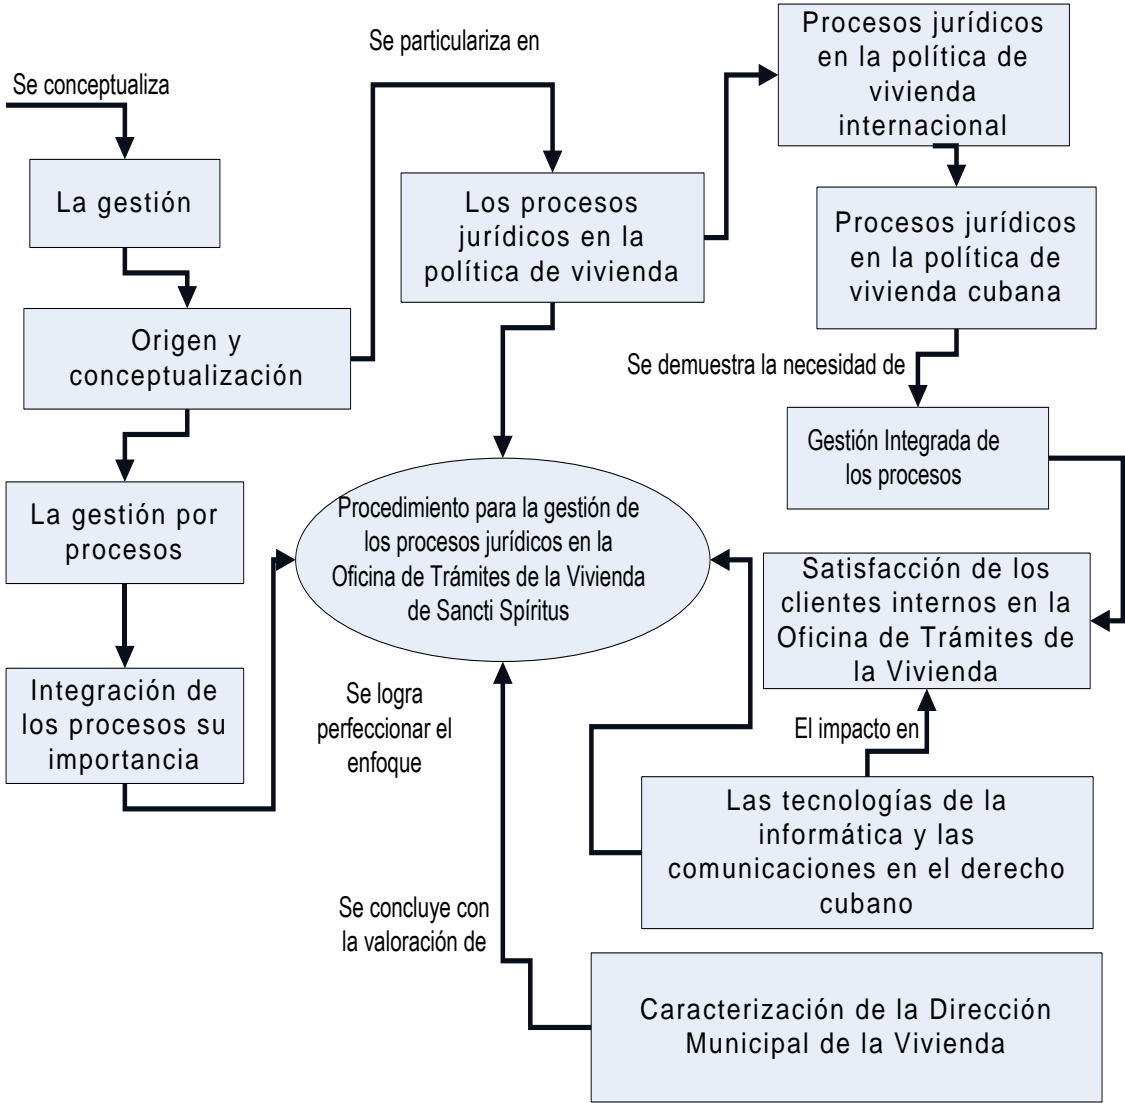 Se conceptualiza
La gestión
Origen y
conceptualización
La gestión por
procesos
Integración de
los procesos su
importancia
Se particulariza en
Los procesos
jurídicos en la
política de vivienda
Procesos jurídicos
en la política de
vivienda
internacional
Procesos jurídicos
en la política de
vivienda cubana
Se demuestra la necesidad de
Gestión Integrada de
los procesos
Procedimiento para la gestión de
los procesos jurídicos en la
Oficina de Trámites de la Vivienda
de Sancti Spíritus
Satisfacción de los
clientes internos en la
Oficina de Trámites de
la Vivienda
Se logra
perfeccionar el
enfoque
El impacto en
Las tecnologías de la
informática y las
comunicaciones en el derecho
cubano
Se concluye con
la valoración de
Caracterización de la Dirección
Municipal de la Vivienda